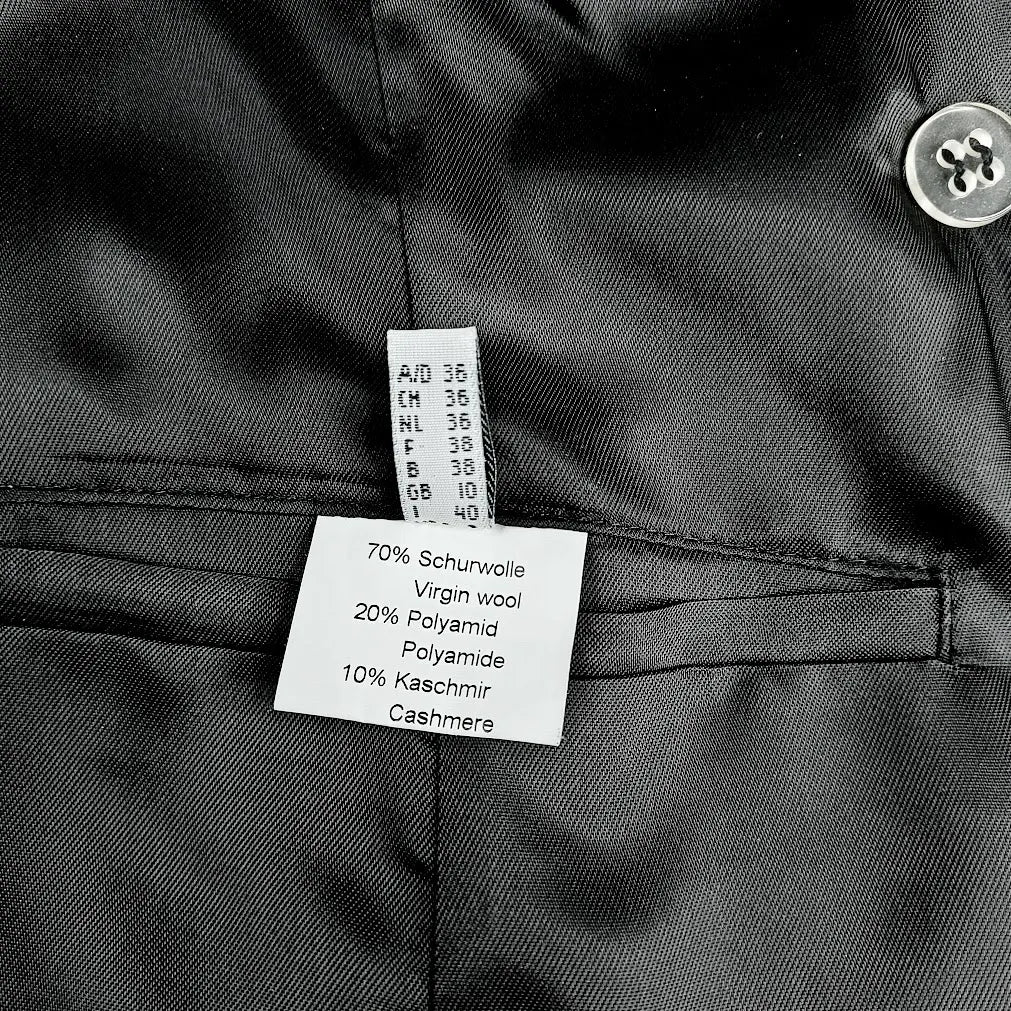 A/D 36
CH 36
NL 36
F 38
B 38
GB 10
I 40
70% Schurwolle
Virgin wool
20% Polyamid
Polyamide
10% Kaschmir
Cashmere